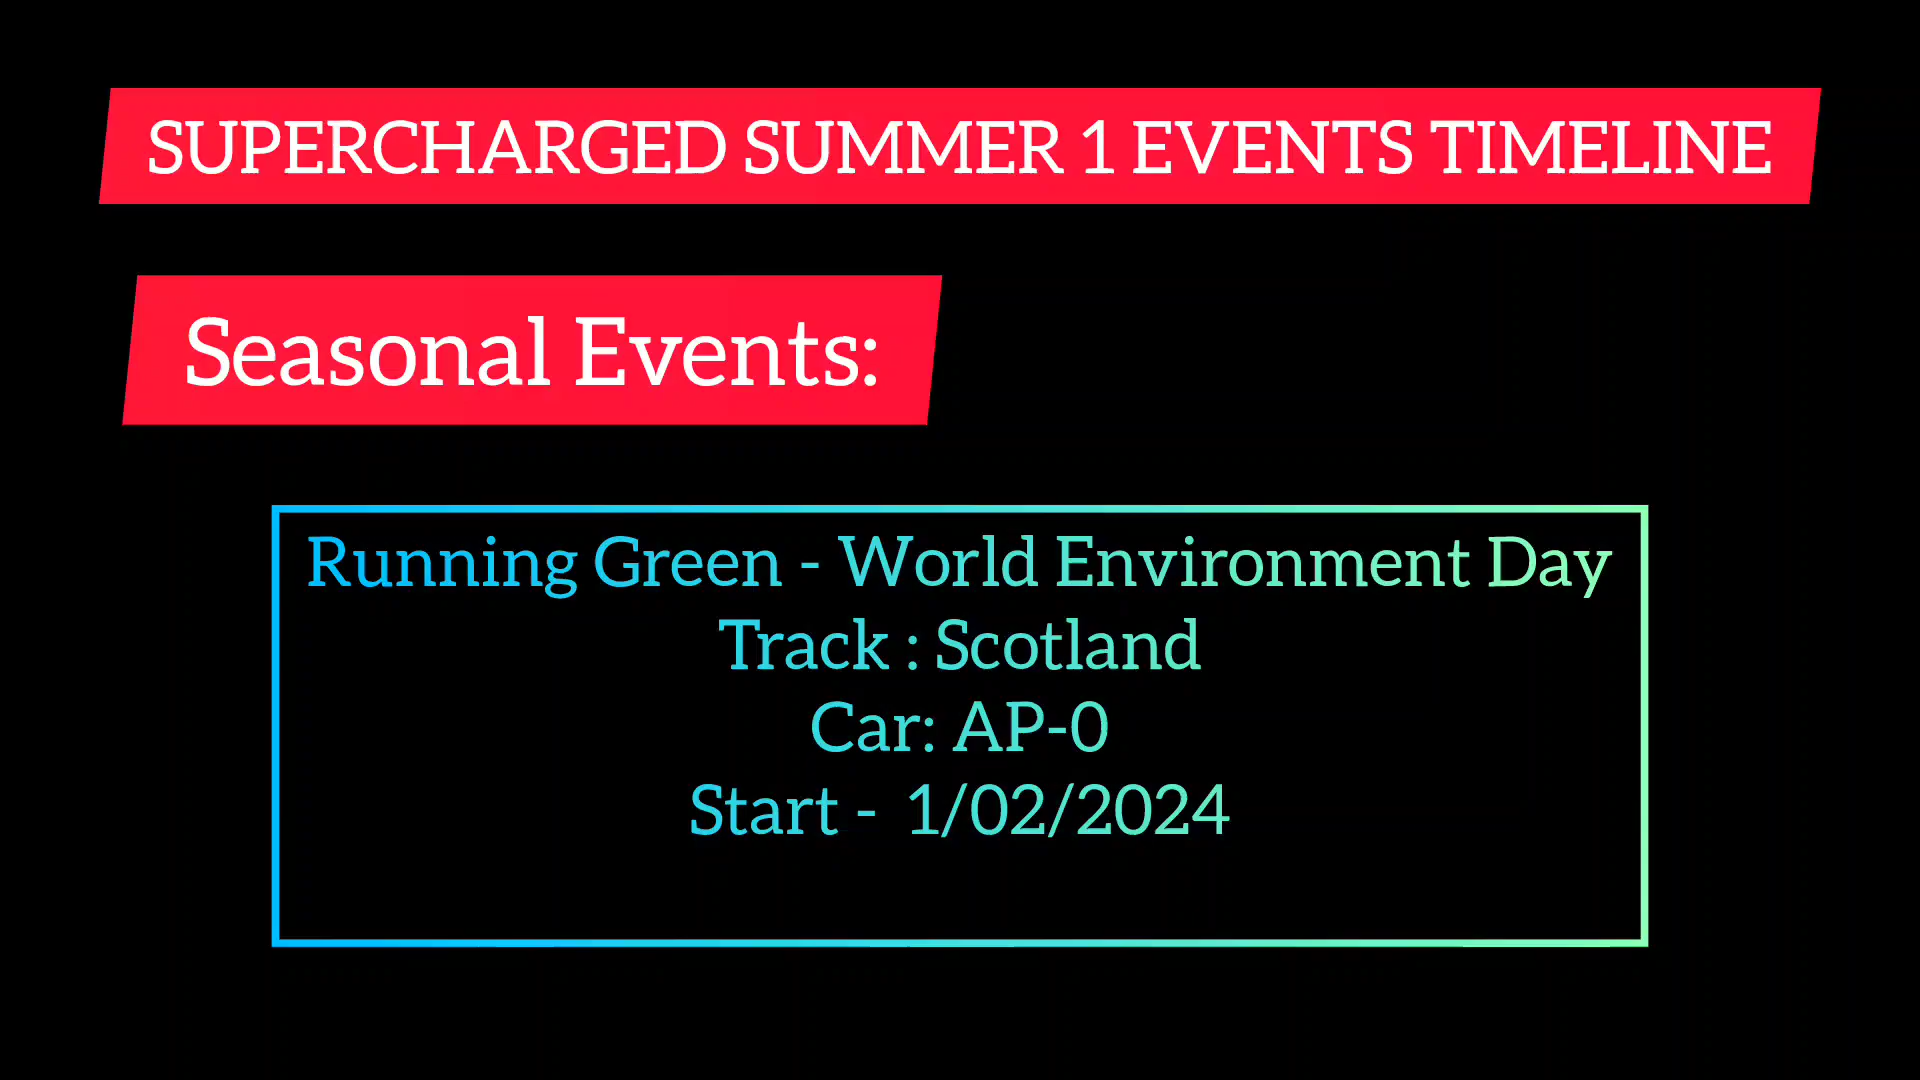 SUPERCHARGED SUMMER 1 EVENTS TIMELINE
Seasonal Events:
Running Green - World Environment Day
Track : Scotland
Car: AP-0
Start - 1/02/2024